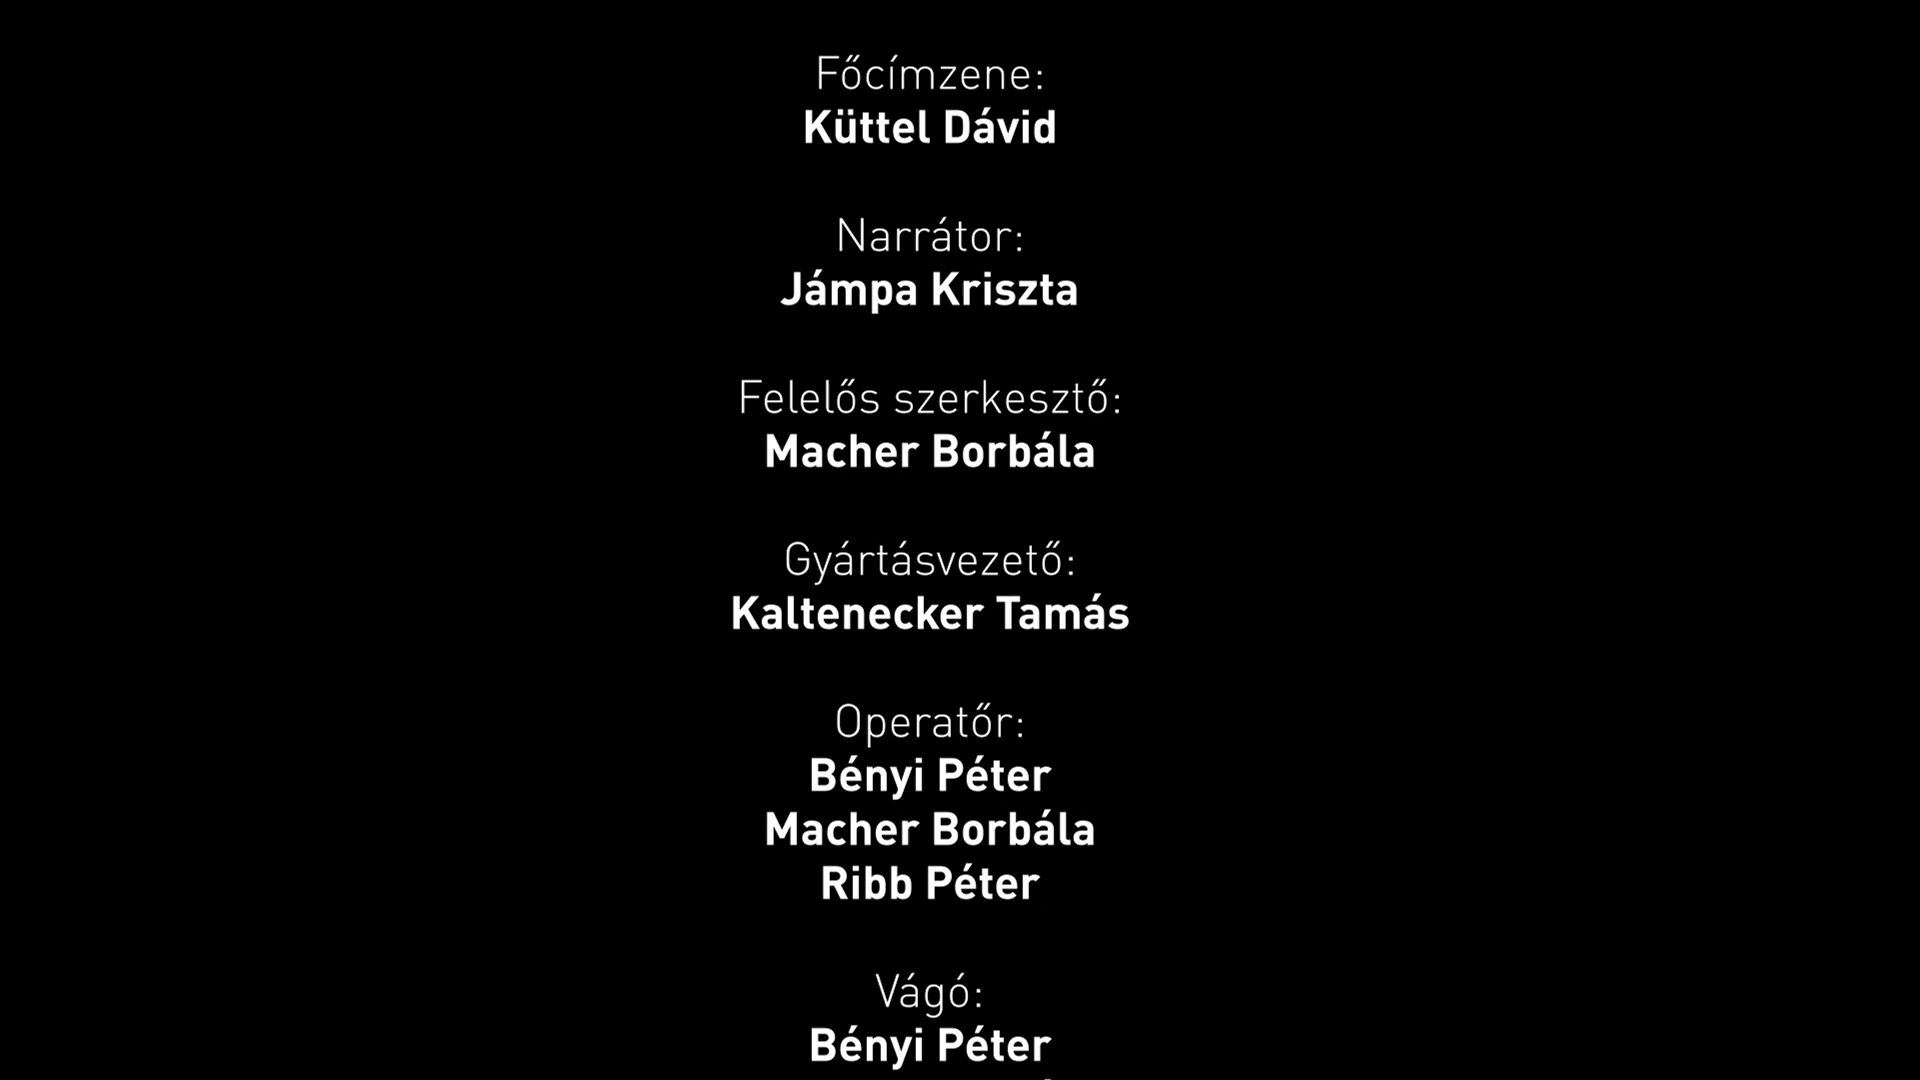 Főcímzene:
Küttel Dávid
Narrátor:
Jámpa Kriszta
Felelős szerkesztő:
Macher Borbála
Gyártásvezető:
Kaltenecker Tamás
Operatőr:
Bényi Péter
Macher Borbála
Ribb Péter
Vágó:
Bényi Péter